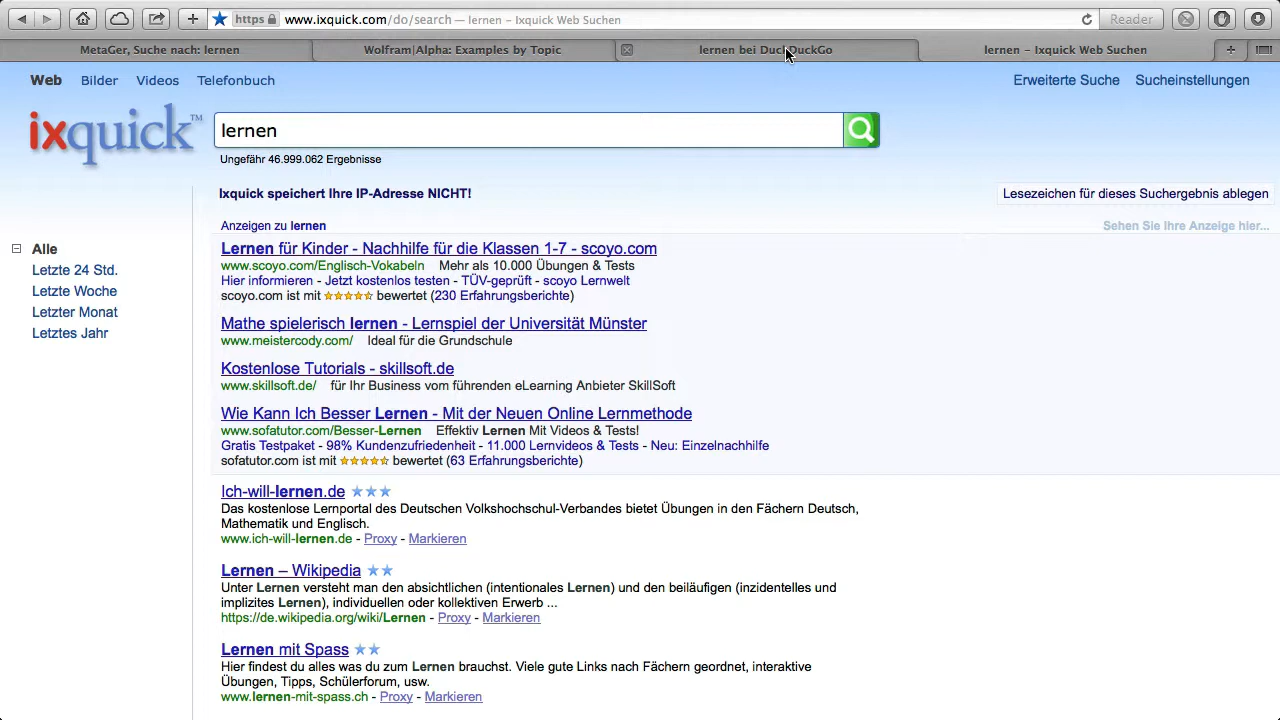 https www.ixquick.com/do/search — lernen – Ixquick Web Suchen Reader
MetaGer, Suche nach: lernen Wolfram|Alpha: Examples by Topic lernen bei DuckDuckGo lernen – Ixquick Web Suchen
Web Bilder Videos Telefonbuch Erweiterte Suche Sucheinstellungen
ixquick™ lernen
Ungefähr 46.999.062 Ergebnisse
Ixquick speichert Ihre IP-Adresse NICHT! Lesezeichen für dieses Suchergebnis ablegen
Anzeigen zu lernen Sehen Sie Ihre Anzeige hier...
Alle
Letzte 24 Std.
Letzte Woche
Letzter Monat
Letztes Jahr
Lernen für Kinder - Nachhilfe für die Klassen 1-7 - scoyo.com
www.scoyo.com/Englisch-Vokabeln Mehr als 10.000 Übungen & Tests
Hier informieren - Jetzt kostenlos testen - TÜV-geprüft - scoyo Lernwelt
scoyo.com ist mit ★★★★★ bewertet (230 Erfahrungsberichte)
Mathe spielerisch lernen - Lernspiel der Universität Münster
www.meistercody.com/ Ideal für die Grundschule
Kostenlose Tutorials - skillsoft.de
www.skillsoft.de/ für Ihr Business vom führenden eLearning Anbieter SkillSoft
Wie Kann Ich Besser Lernen - Mit der Neuen Online Lernmethode
www.sofatutor.com/Besser-Lernen Effektiv Lernen Mit Videos & Tests!
Gratis Testpaket - 98% Kundenzufriedenheit - 11.000 Lernvideos & Tests - Neu: Einzelnachhilfe
sofatutor.com ist mit ★★★★★ bewertet (63 Erfahrungsberichte)
Ich-will-lernen.de ★★★
Das kostenlose Lernportal des Deutschen Volkshochschul-Verbandes bietet Übungen in den Fächern Deutsch,
Mathematik und Englisch.
www.ich-will-lernen.de - Proxy - Markieren
Lernen – Wikipedia ★★
Unter Lernen versteht man den absichtlichen (intentionales Lernen) und den beiläufigen (inzidentelles und
implizites Lernen), individuellen oder kollektiven Erwerb ...
https://de.wikipedia.org/wiki/Lernen - Proxy - Markieren
Lernen mit Spass ★★
Hier findest du alles was du zum Lernen brauchst. Viele gute Links nach Fächern geordnet, interaktive
Übungen, Tipps, Schülerforum, usw.
www.lernen-mit-spass.ch - Proxy - Markieren